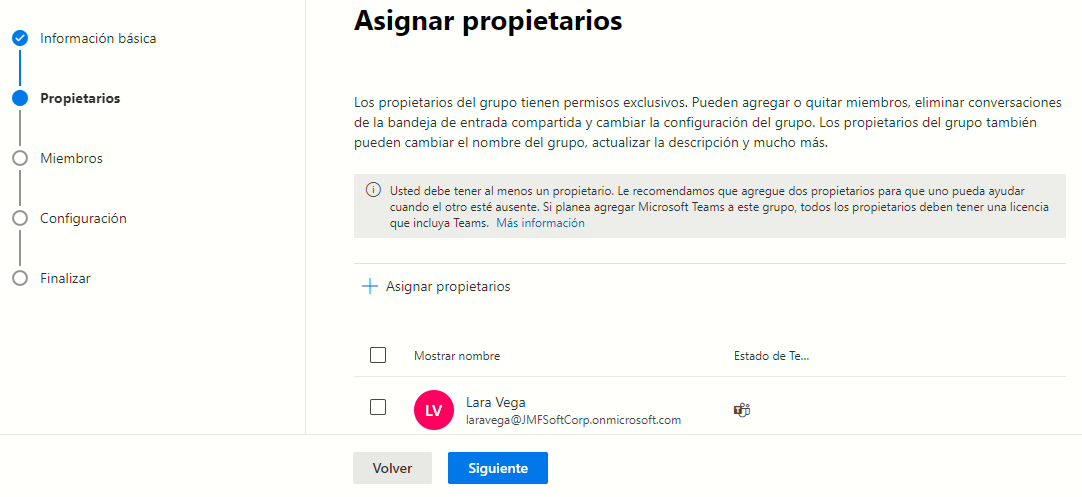 Asignar propietarios
Información básica
Propietarios
Miembros
Configuración
Finalizar
Los propietarios del grupo tienen permisos exclusivos. Pueden agregar o quitar miembros, eliminar conversaciones
de la bandeja de entrada compartida y cambiar la configuración del grupo. Los propietarios del grupo también
pueden cambiar el nombre del grupo, actualizar la descripción y mucho más.
Usted debe tener al menos un propietario. Le recomendamos que agregue dos propietarios para que uno pueda ayudar
cuando el otro esté ausente. Si planea agregar Microsoft Teams a este grupo, todos los propietarios deben tener una licencia
que incluya Teams. Más información
Asignar propietarios
Mostrar nombre Estado de Te...
LV Lara Vega
laravega@JMFSoftCorp.onmicrosoft.com
Volver Siguiente